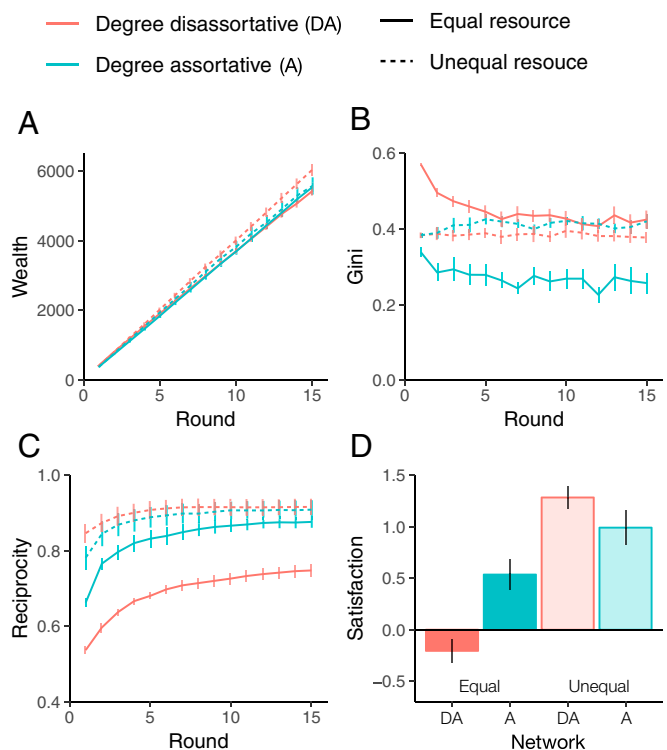 Degree disassortative (DA)
Equal resource
Degree assortative (A)
Unequal resouce
A
6000
4000
2000
0
Wealth
0
5
10
15
Round
B
0.6
0.4
0.2
0.0
Gini
0
5
10
15
Round
C
1.0
0.8
0.6
0.4
Reciprocity
0
5
10
15
Round
D
1.5
1.0
0.5
0.0
−0.5
Satisfaction
Equal
Unequal
DA
A
DA
A
Network